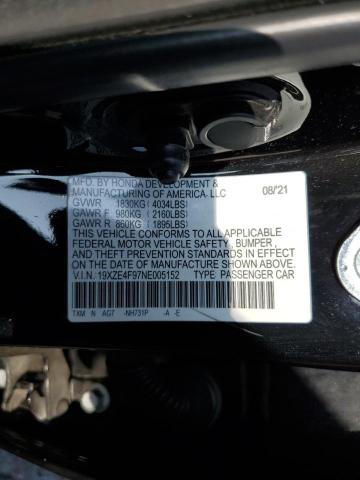 MFD. BY HONDA DEVELOPMENT & 08/'21
MANUFACTURING OF AMERICA, LLC
GVWR 1830KG ( 4034LBS)
GAWR F 980KG ( 2160LBS)
GAWR R 860KG ( 1895LBS)
THIS VEHICLE CONFORMS TO ALL APPLICABLE
FEDERAL MOTOR VEHICLE SAFETY , BUMPER ,
AND THEFT PREVENTION STANDARDS IN EFFECT
ON THE DATE OF MANUFACTURE SHOWN ABOVE.
V.I.N. 19XZE4F97NE005152 TYPE PASSENGER CAR
TXM N AG7 -NH731P -A -E